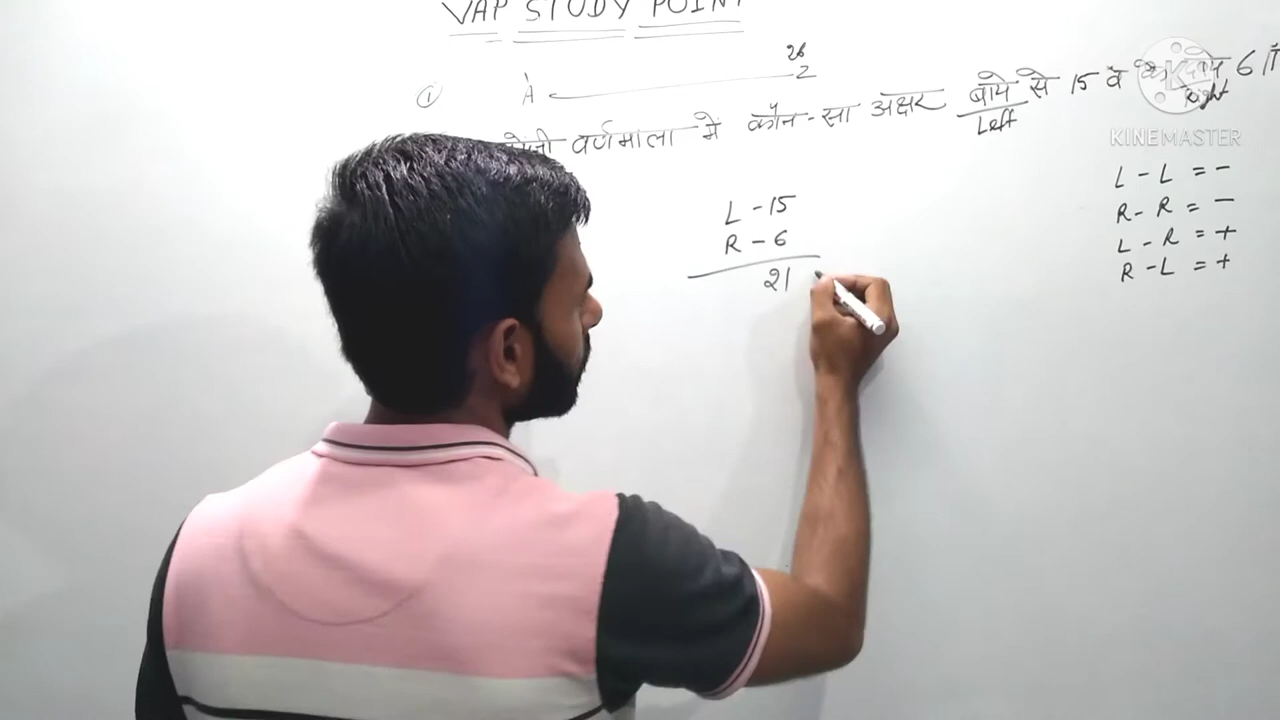 VAP STUDY POINT
① A 26 Z
वर्णमाला में कौन-सा अक्षर बाये से 15 वे के दाये 6
Left Right
KINEMASTER
L - 15
R - 6
21
L - L = -
R - R = -
L - R = +
R - L = +